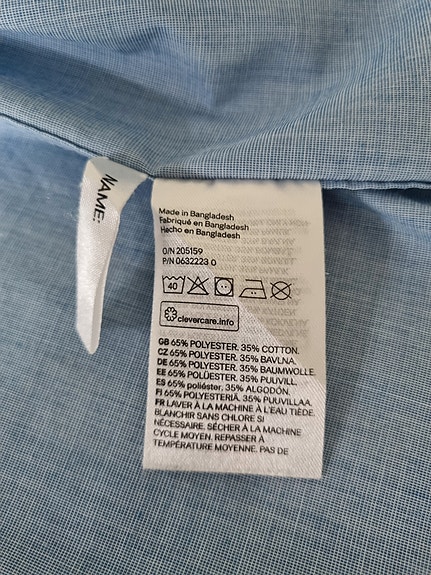 NAME:
Made in Bangladesh
Fabriqué en Bangladesh
Hecho en Bangladesh
O/N 205159
P/N 0632223 0
40
clevercare.info
GB 65% POLYESTER. 35% COTTON.
CZ 65% POLYESTER. 35% BAVLNA.
DE 65% POLYESTER. 35% BAUMWOLLE.
EE 65% POLÜESTER. 35% PUUVILL.
ES 65% poliéster. 35% ALGODÓN.
FI 65% POLYESTERIÄ. 35% PUUVILLAA.
FR LAVER À LA MACHINE À L'EAU TIÈDE.
BLANCHIR SANS CHLORE SI
NÉCESSAIRE. SÉCHER À LA MACHINE
CYCLE MOYEN. REPASSER À
TEMPÉRATURE MOYENNE. PAS DE